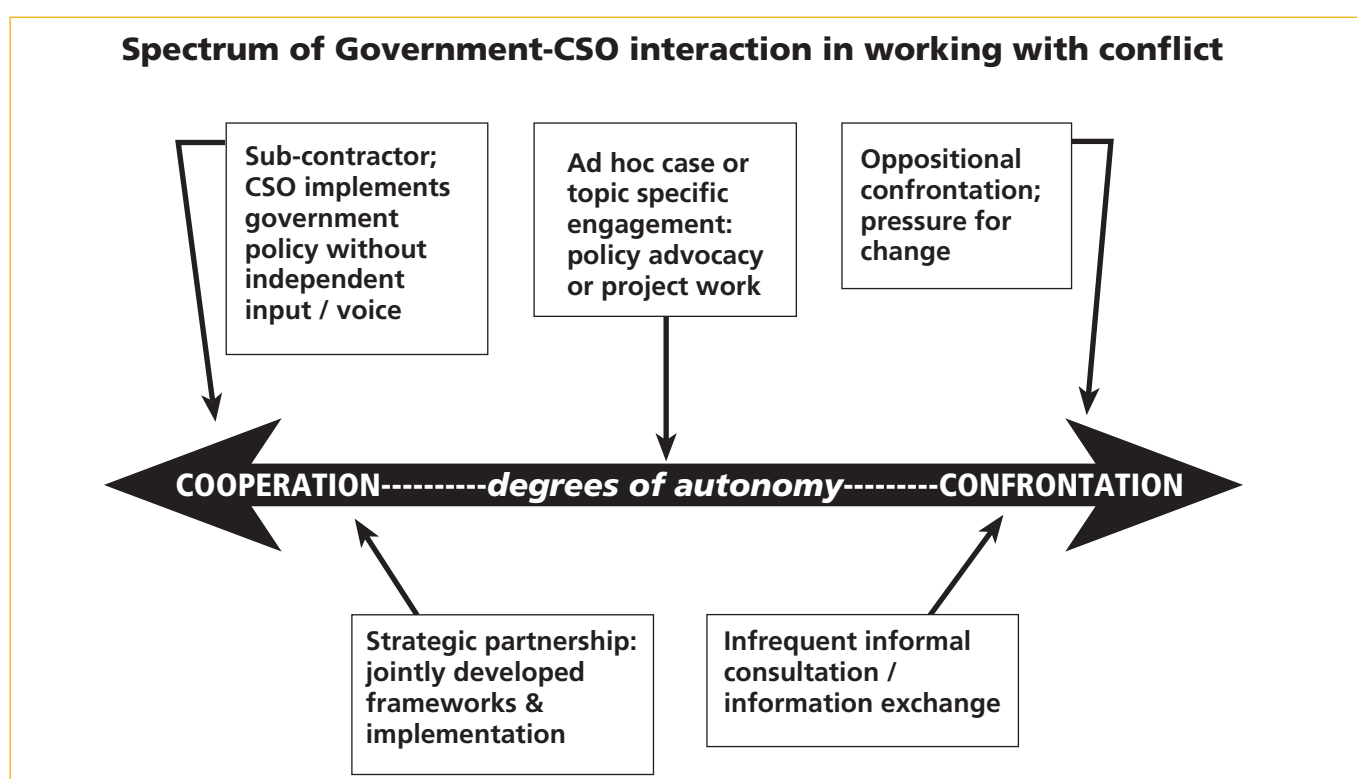 Spectrum of Government-CSO interaction in working with conflict
Sub-contractor;
CSO implements
government
policy without
independent
input / voice
Ad hoc case or
topic specific
engagement:
policy advocacy
or project work
Oppositional
confrontation;
pressure for
change
COOPERATION----------degrees of autonomy---------CONFRONTATION
Strategic partnership:
jointly developed
frameworks &
implementation
Infrequent informal
consultation /
information exchange